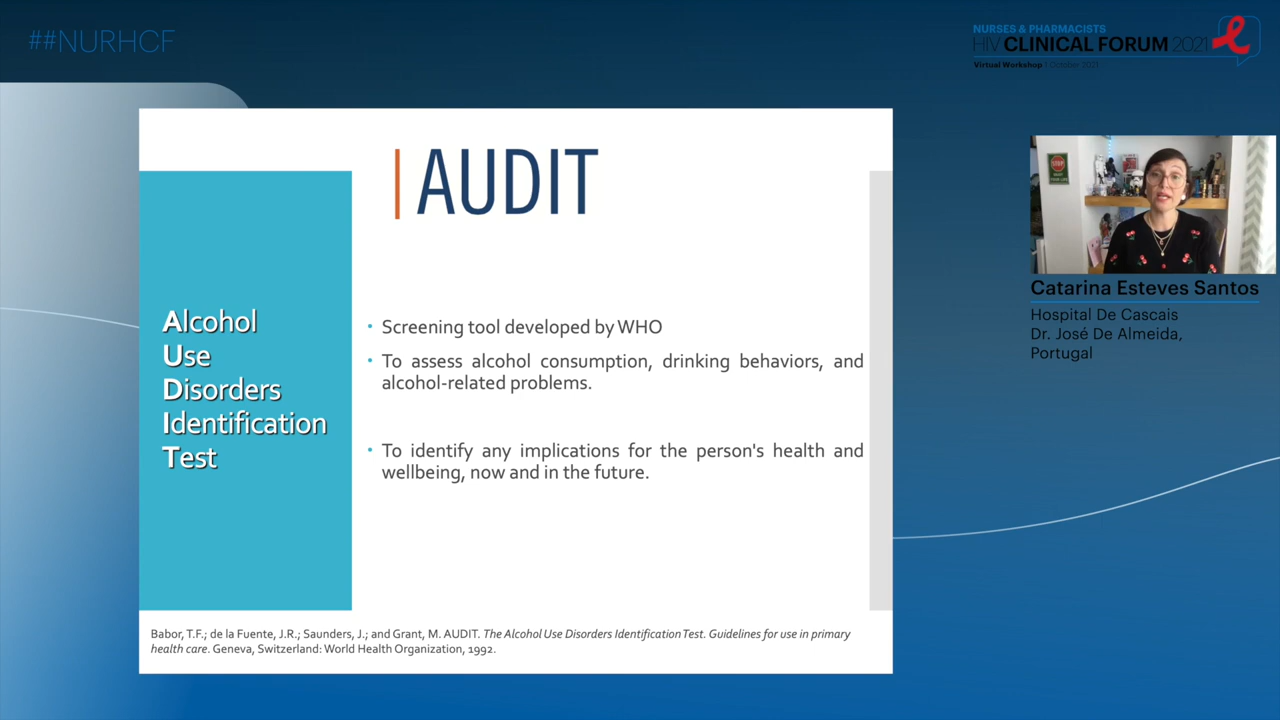 ##NURHCF
NURSES & PHARMACISTS
HIV CLINICAL FORUM 2021
Virtual Workshop | October 2021
AUDIT
Alcohol
Use
Disorders
Identification
Test
• Screening tool developed by WHO
• To assess alcohol consumption, drinking behaviors, and
alcohol-related problems.
• To identify any implications for the person's health and
wellbeing, now and in the future.
Babor, T.F.; de la Fuente, J.R.; Saunders, J.; and Grant, M. AUDIT. The Alcohol Use Disorders Identification Test. Guidelines for use in primary
health care. Geneva, Switzerland: World Health Organization, 1992.
STOP
Catarina Esteves Santos
Hospital De Cascais
Dr. José De Almeida,
Portugal